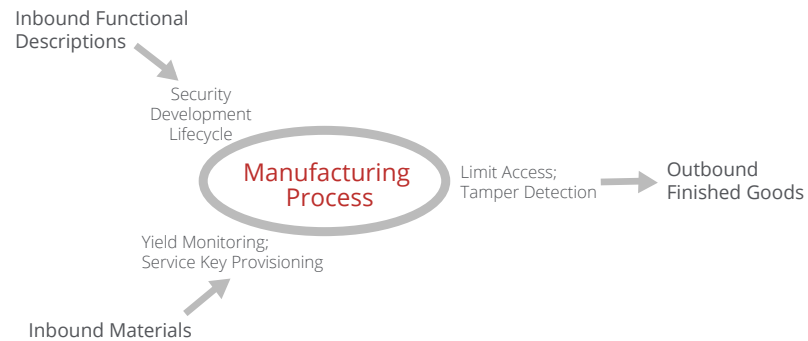 Inbound Functional
Descriptions
Security
Development
Lifecycle
Manufacturing
Process
Limit Access;
Tamper Detection
Outbound
Finished Goods
Yield Monitoring;
Service Key Provisioning
Inbound Materials